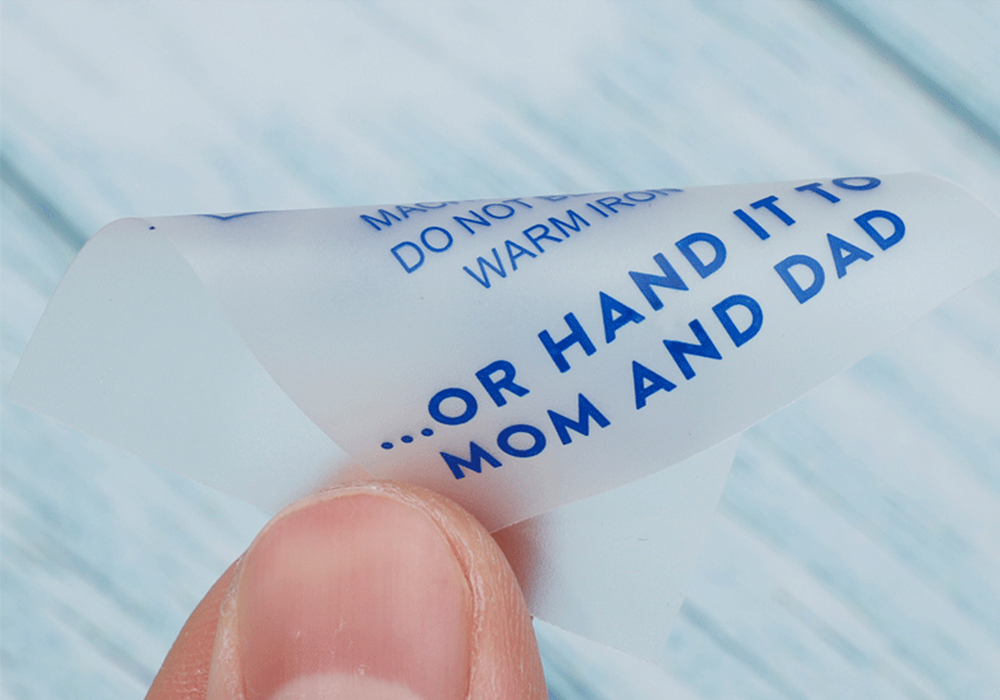 DO NOT
WARM IRON
...OR HAND IT TO
MOM AND DAD